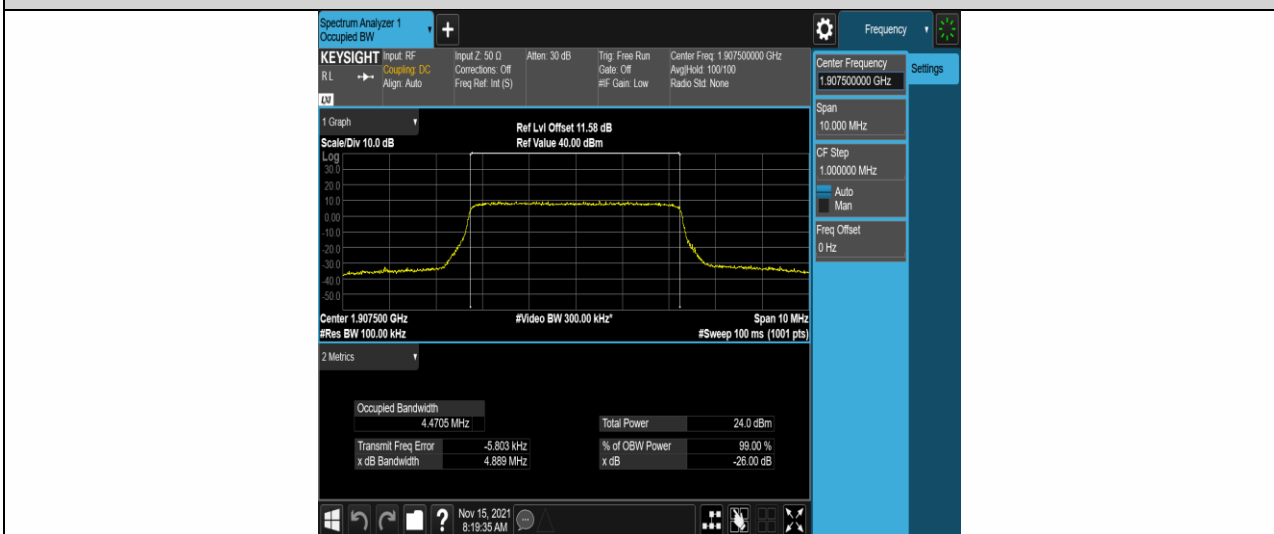 Spectrum Analyzer 1
Occupied BW
+
Frequency
KEYSIGHT
R L
LXI
Input: RF
Coupling: DC
Align: Auto
Input Z: 50 Ω
Corrections: Off
Freq Ref: Int (S)
Atten: 30 dB
Trig: Free Run
Gate: Off
#IF Gain: Low
Center Freq: 1.907500000 GHz
Avg|Hold: 100/100
Radio Std: None
Center Frequency
1.907500000 GHz
Settings
Span
10.000 MHz
CF Step
1.000000 MHz
Auto
Man
Freq Offset
0 Hz
1 Graph
Scale/Div 10.0 dB
Ref Lvl Offset 11.58 dB
Ref Value 40.00 dBm
Log
30.0
20.0
10.0
0.00
-10.0
-20.0
-30.0
-40.0
-50.0
Center 1.907500 GHz
#Video BW 300.00 kHz*
Span 10 MHz
#Res BW 100.00 kHz
#Sweep 100 ms (1001 pts)
2 Metrics
Occupied Bandwidth
4.4705 MHz
Total Power 24.0 dBm
Transmit Freq Error -5.803 kHz
% of OBW Power 99.00 %
x dB Bandwidth 4.889 MHz
x dB -26.00 dB
?
Nov 15, 2021
8:19:35 AM